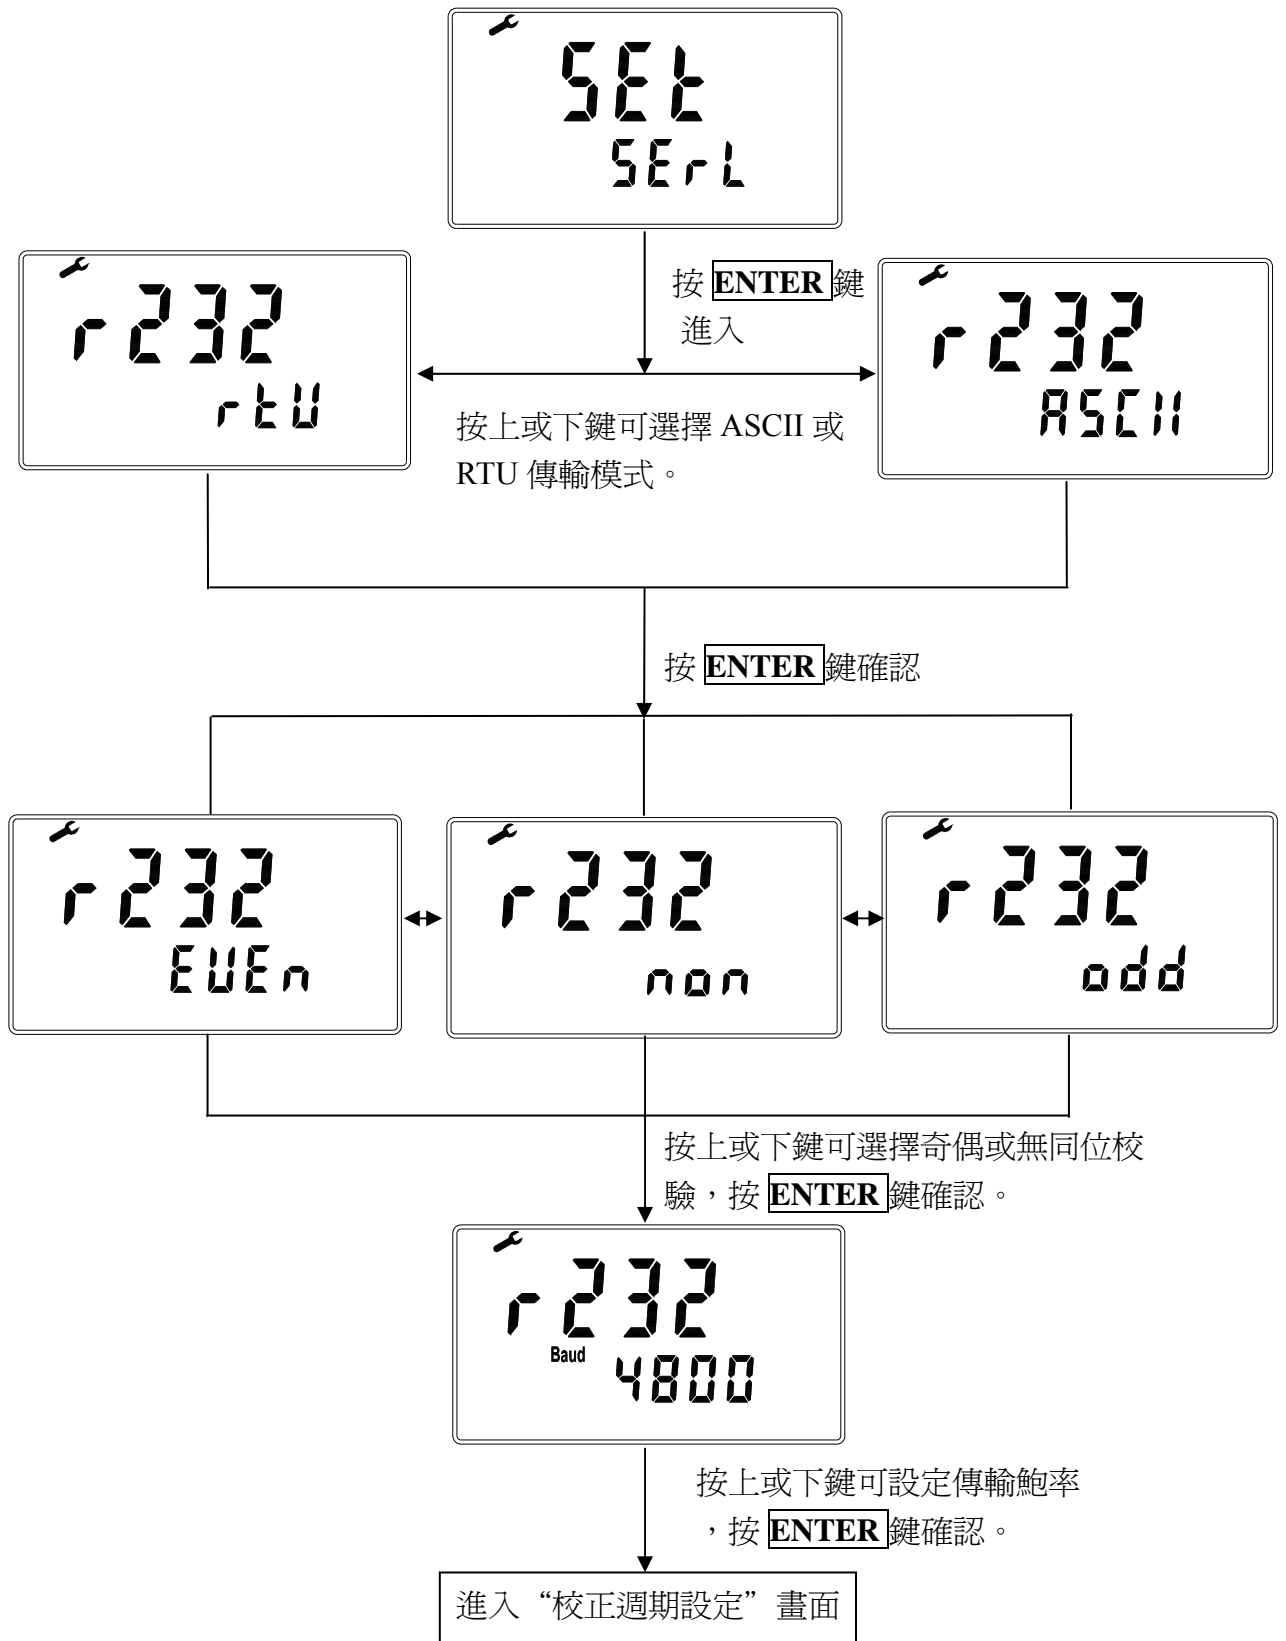 SEt
SErL
按 ENTER 鍵
進入
r232
rtU
r232
ASCII
按上或下鍵可選擇 ASCII 或
RTU 傳輸模式。
按 ENTER 鍵確認
r232
EVEn
r232
non
r232
odd
按上或下鍵可選擇奇偶或無同位校
驗，按 ENTER 鍵確認。
r232
Baud 4800
按上或下鍵可設定傳輸鮑率
，按 ENTER 鍵確認。
進入“校正週期設定”畫面